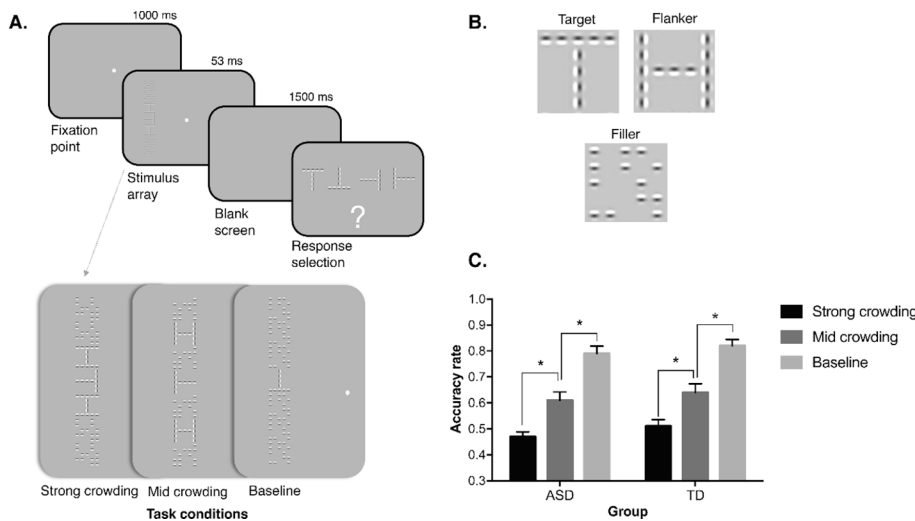 A.
1000 ms
53 ms
1500 ms
Fixation
point
Stimulus
array
Blank
screen
?
Response
selection
Strong crowding
Mid crowding
Baseline
Task conditions
B.
Target
Flanker
Filler
C.
Accuracy rate
1.0
0.9
0.8
0.7
0.6
0.5
0.4
0.3
*
*
*
*
ASD
TD
Group
Strong crowding
Mid crowding
Baseline